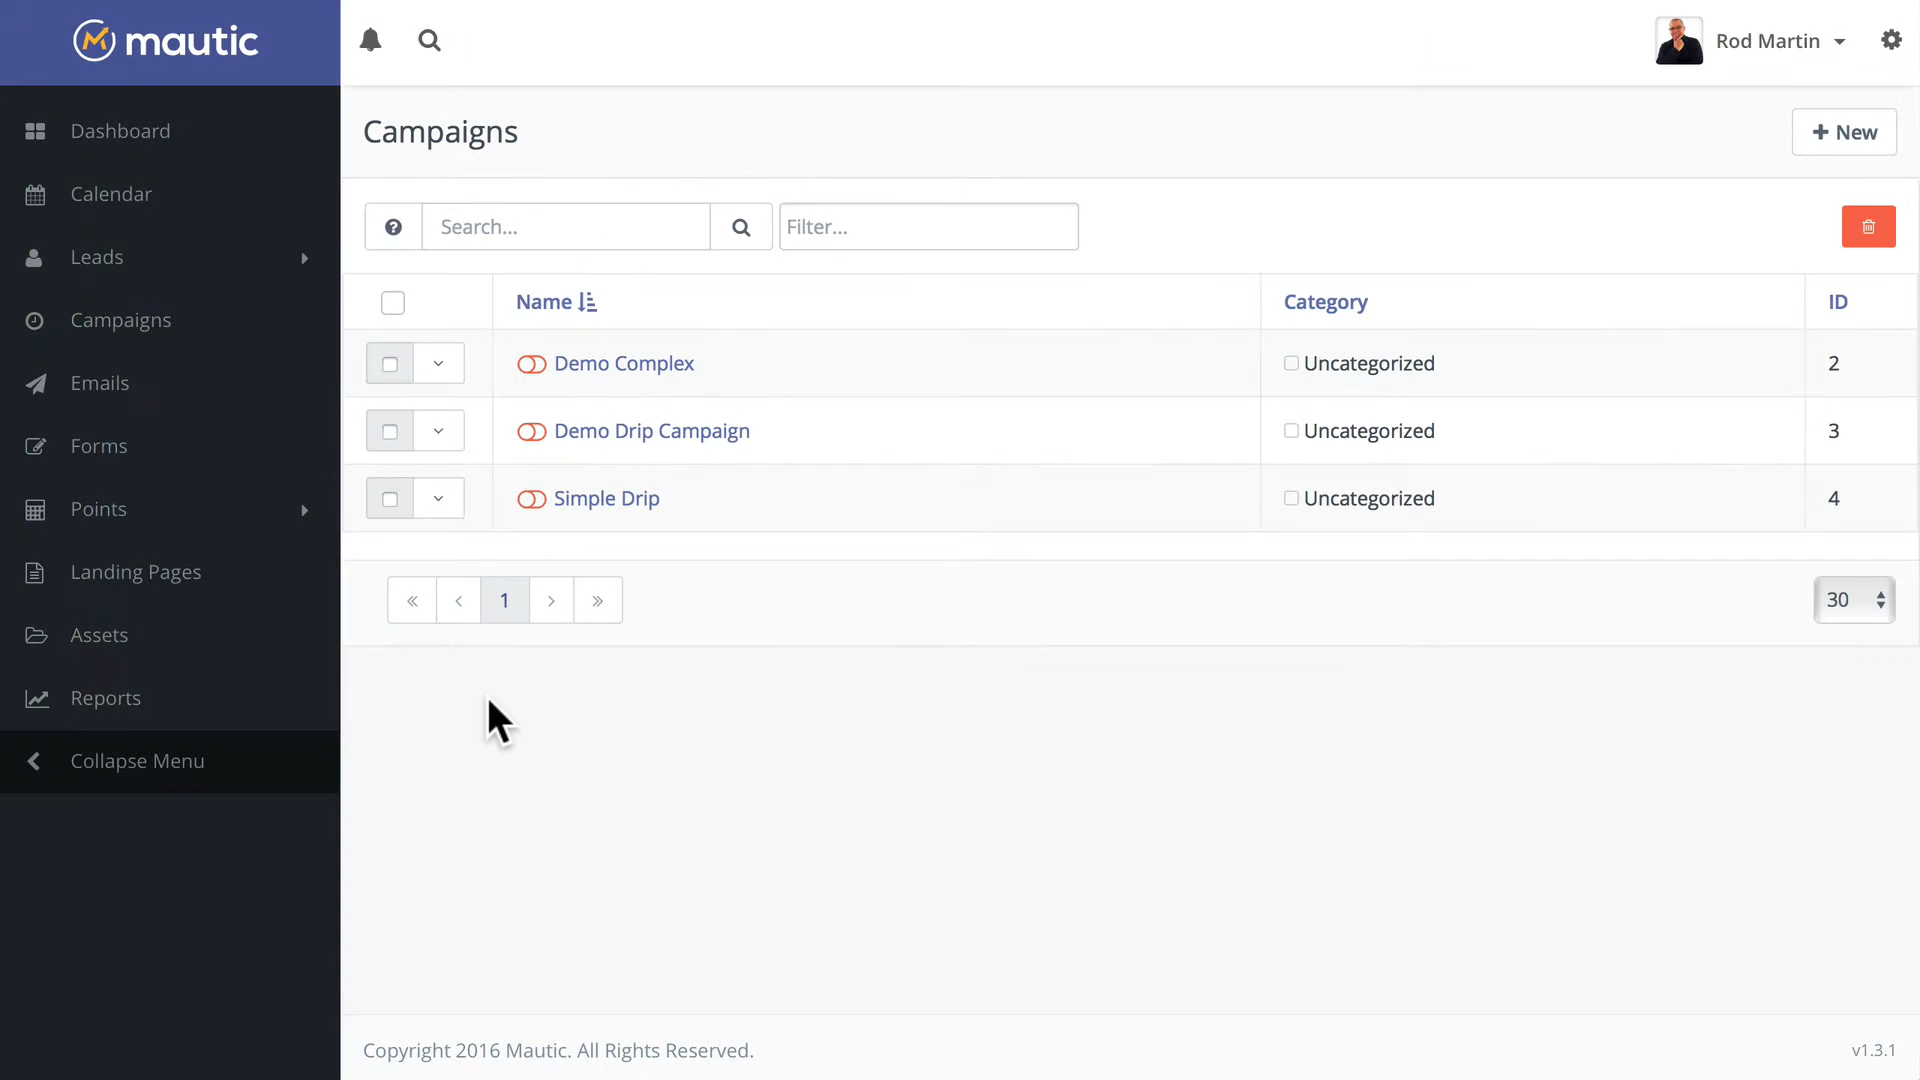 mautic
Rod Martin
Dashboard
Calendar
Leads
Campaigns
Emails
Forms
Points
Landing Pages
Assets
Reports
Collapse Menu
Campaigns
+ New
Search...
Filter...
Name
Category
ID
Demo Complex
Uncategorized
2
Demo Drip Campaign
Uncategorized
3
Simple Drip
Uncategorized
4
« ‹ 1 › »
30
Copyright 2016 Mautic. All Rights Reserved.
v1.3.1